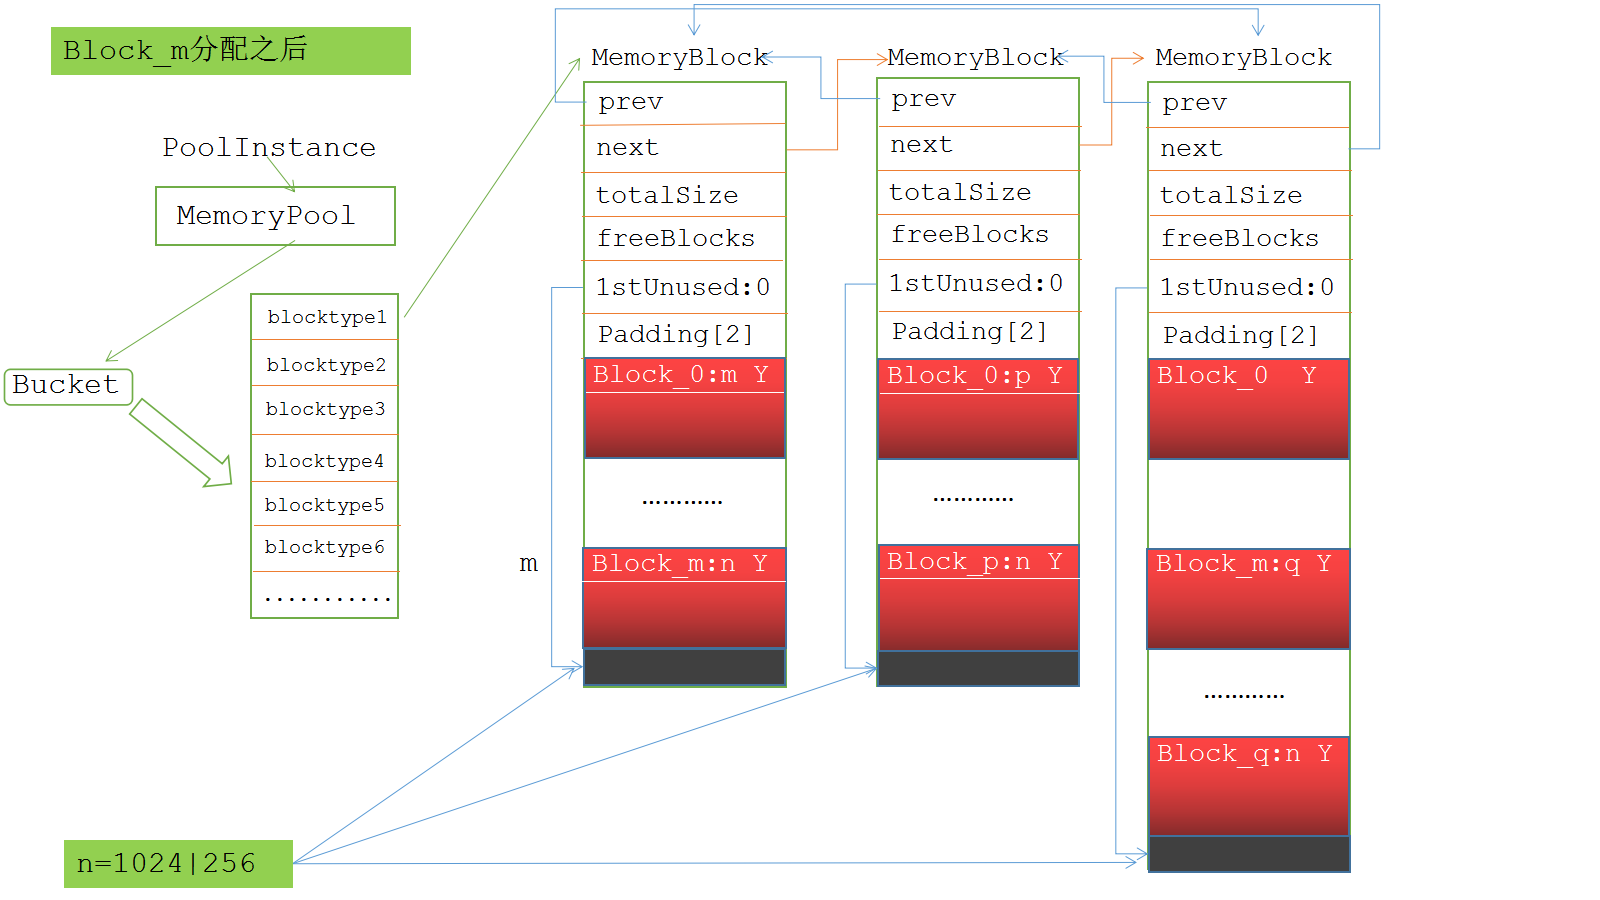 Block_m分配之后
PoolInstance
MemoryPool
Bucket
blocktype1
blocktype2
blocktype3
blocktype4
blocktype5
blocktype6
...........
MemoryBlock
prev
next
totalSize
freeBlocks
1stUnused:0
Padding[2]
Block_0:m Y
…………
m
Block_m:n Y
MemoryBlock
prev
next
totalSize
freeBlocks
1stUnused:0
Padding[2]
Block_0:p Y
…………
Block_p:n Y
MemoryBlock
prev
next
totalSize
freeBlocks
1stUnused:0
Padding[2]
Block_0 Y
Block_m:q Y
…………
Block_q:n Y
n=1024|256